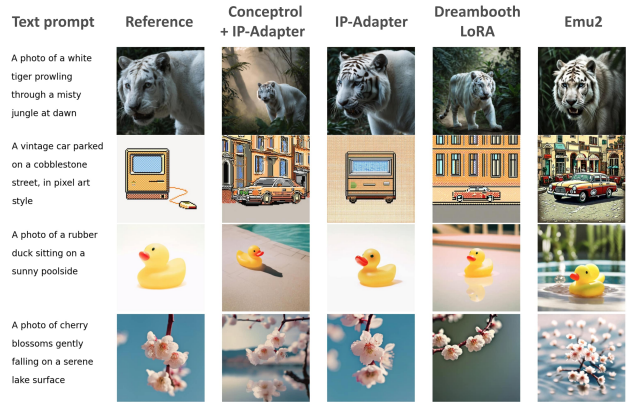 Text prompt
Reference
Conceptrol
+ IP-Adapter
IP-Adapter
Dreambooth
LoRA
Emu2
A photo of a white
tiger prowling
through a misty
jungle at dawn
A vintage car parked
on a cobblestone
street, in pixel art
style
A photo of a rubber
duck sitting on a
sunny poolside
A photo of cherry
blossoms gently
falling on a serene
lake surface